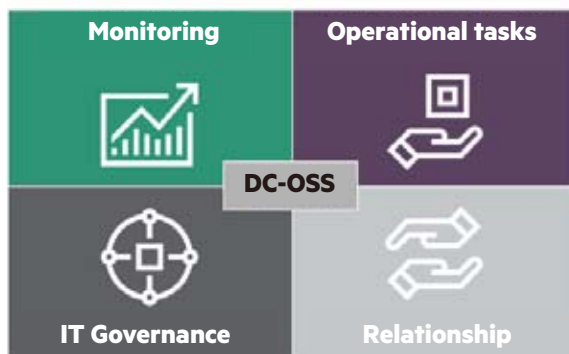 Monitoring
Operational tasks
DC-OSS
IT Governance
Relationship